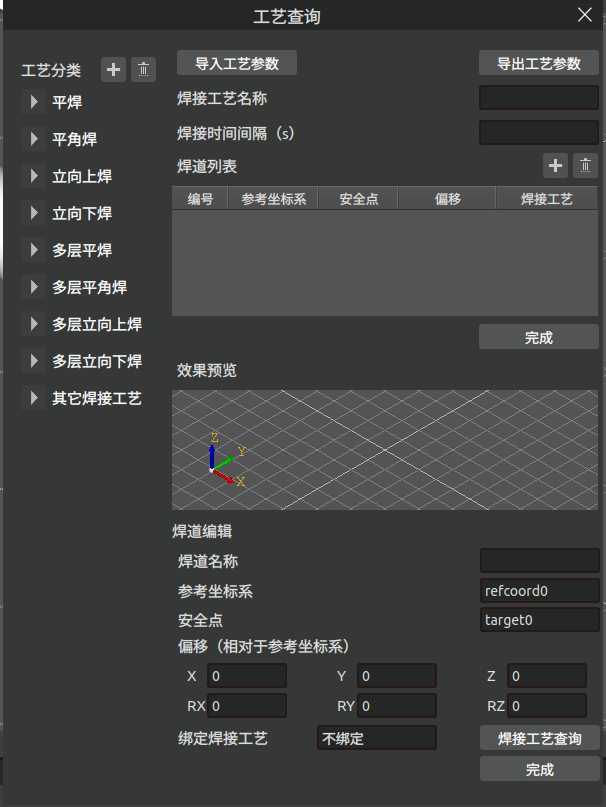 工艺查询
工艺分类
平焊
平角焊
立向上焊
立向下焊
多层平焊
多层平角焊
多层立向上焊
多层立向下焊
其它焊接工艺
导入工艺参数 导出工艺参数
焊接工艺名称
焊接时间间隔（s）
焊道列表
编号 参考坐标系 安全点 偏移 焊接工艺
完成
效果预览
Z
Y
X
焊道编辑
焊道名称
参考坐标系 refcoord0
安全点 target0
偏移（相对于参考坐标系）
X 0 Y 0 Z 0
RX 0 RY 0 RZ 0
绑定焊接工艺 不绑定 焊接工艺查询
完成